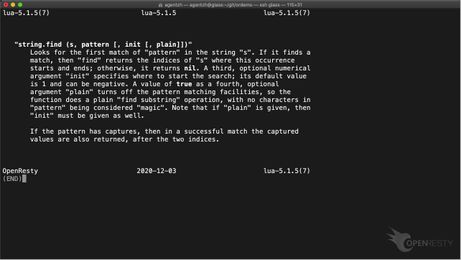 agentzh — agentzh@glass:~/git/ordems — ssh glass — 115×31
lua-5.1.5(7) lua-5.1.5 lua-5.1.5(7)
"string.find (s, pattern [, init [, plain]])"
Looks for the first match of "pattern" in the string "s". If it finds a
match, then "find" returns the indices of "s" where this occurrence
starts and ends; otherwise, it returns nil. A third, optional numerical
argument "init" specifies where to start the search; its default value
is 1 and can be negative. A value of true as a fourth, optional
argument "plain" turns off the pattern matching facilities, so the
function does a plain "find substring" operation, with no characters in
"pattern" being considered "magic". Note that if "plain" is given, then
"init" must be given as well.
If the pattern has captures, then in a successful match the captured
values are also returned, after the two indices.
OpenResty 2020-12-03 lua-5.1.5(7)
(END)
OPENRESTY